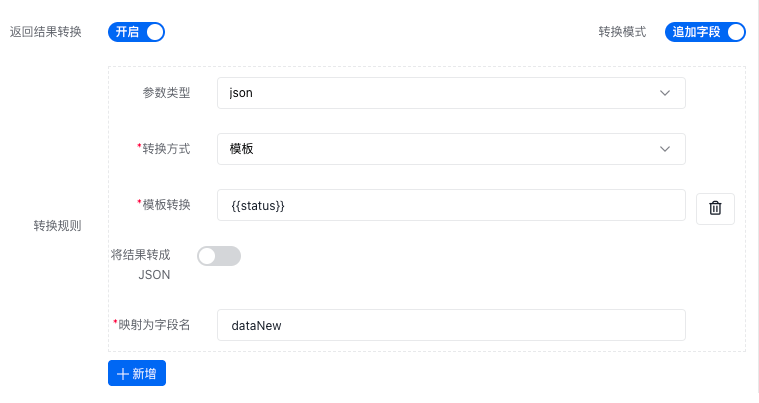 返回结果转换 开启 转换模式 追加字段
参数类型 json
*转换方式 模板
转换规则 *模板转换 {{status}}
将结果转成
JSON
*映射为字段名 dataNew
+ 新增